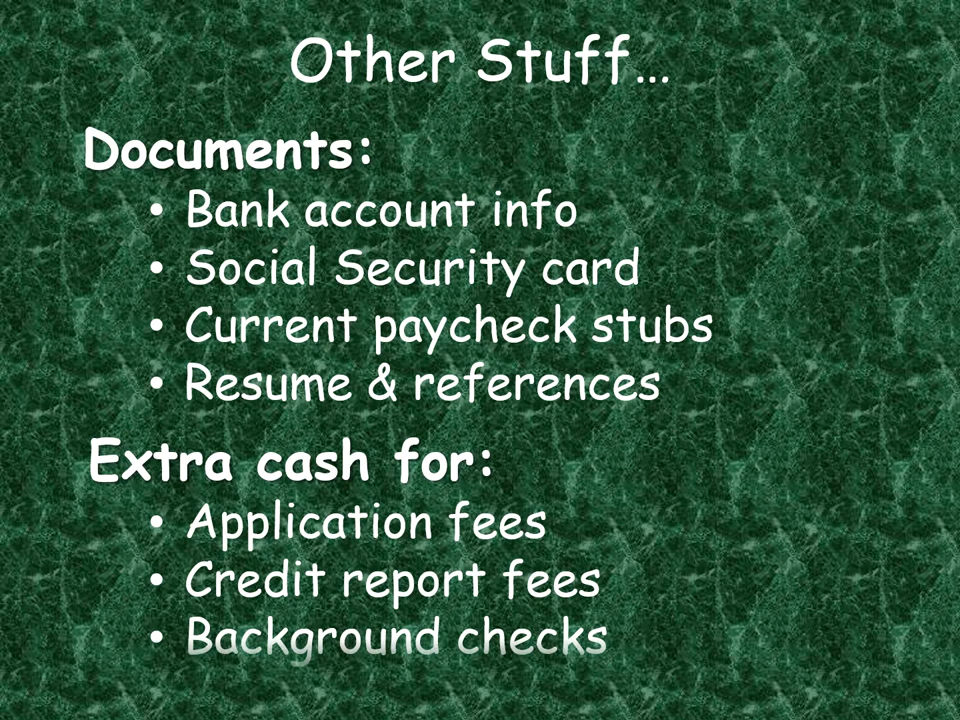 Other Stuff…
Documents:
• Bank account info
• Social Security card
• Current paycheck stubs
• Resume & references
Extra cash for:
• Application fees
• Credit report fees
• Background checks